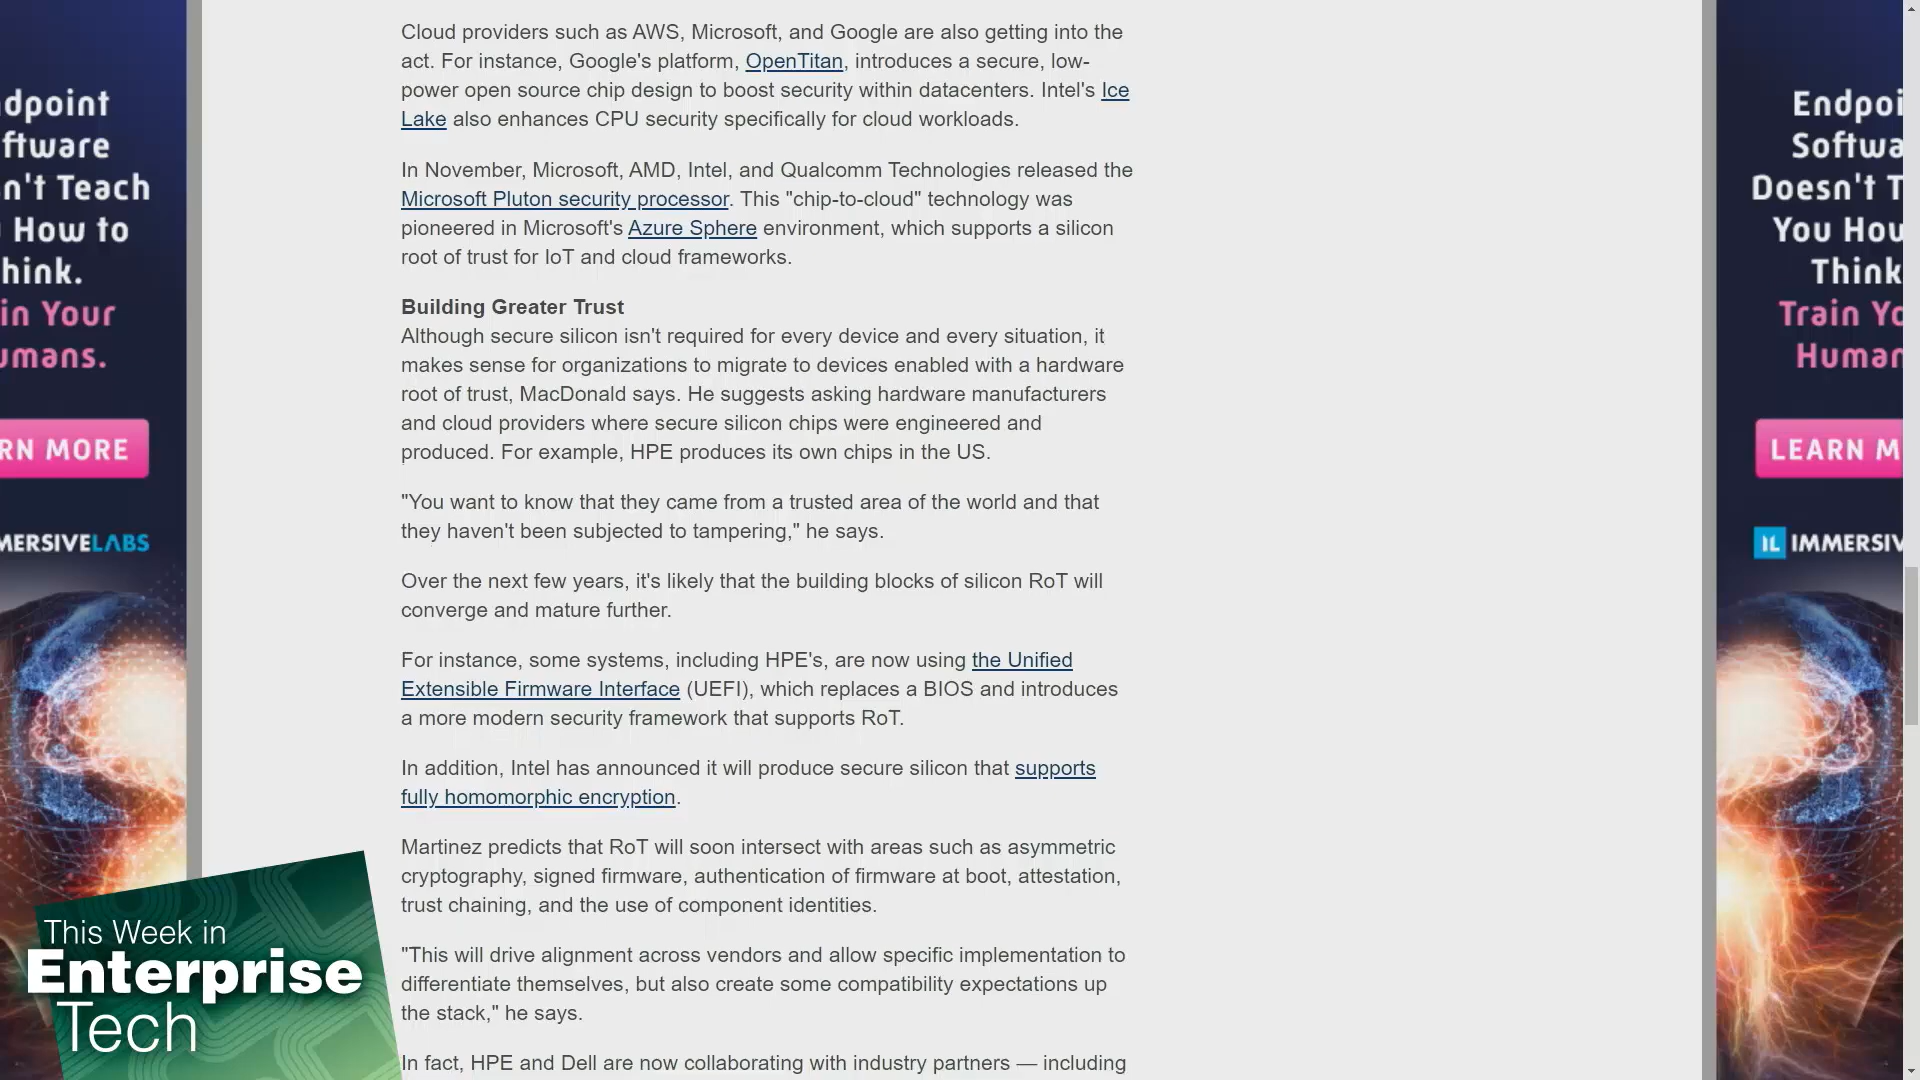 Cloud providers such as AWS, Microsoft, and Google are also getting into the
act. For instance, Google's platform, OpenTitan, introduces a secure, low-
power open source chip design to boost security within datacenters. Intel's Ice
Lake also enhances CPU security specifically for cloud workloads.
In November, Microsoft, AMD, Intel, and Qualcomm Technologies released the
Microsoft Pluton security processor. This "chip-to-cloud" technology was
pioneered in Microsoft's Azure Sphere environment, which supports a silicon
root of trust for IoT and cloud frameworks.
Building Greater Trust
Although secure silicon isn't required for every device and every situation, it
makes sense for organizations to migrate to devices enabled with a hardware
root of trust, MacDonald says. He suggests asking hardware manufacturers
and cloud providers where secure silicon chips were engineered and
produced. For example, HPE produces its own chips in the US.
"You want to know that they came from a trusted area of the world and that
they haven't been subjected to tampering," he says.
Over the next few years, it's likely that the building blocks of silicon RoT will
converge and mature further.
For instance, some systems, including HPE's, are now using the Unified
Extensible Firmware Interface (UEFI), which replaces a BIOS and introduces
a more modern security framework that supports RoT.
In addition, Intel has announced it will produce secure silicon that supports
fully homomorphic encryption.
Martinez predicts that RoT will soon intersect with areas such as asymmetric
cryptography, signed firmware, authentication of firmware at boot, attestation,
trust chaining, and the use of component identities.
"This will drive alignment across vendors and allow specific implementation to
differentiate themselves, but also create some compatibility expectations up
the stack," he says.
In fact, HPE and Dell are now collaborating with industry partners — including
dpoint
ftware
n't Teach
How to
hink.
in Your
umans.
RN MORE
MERSIVELABS
Endpoi
Softwa
Doesn't T
You How
Think
Train Yo
Human
LEARN M
IL IMMERSIV
This Week in
Enterprise
Tech